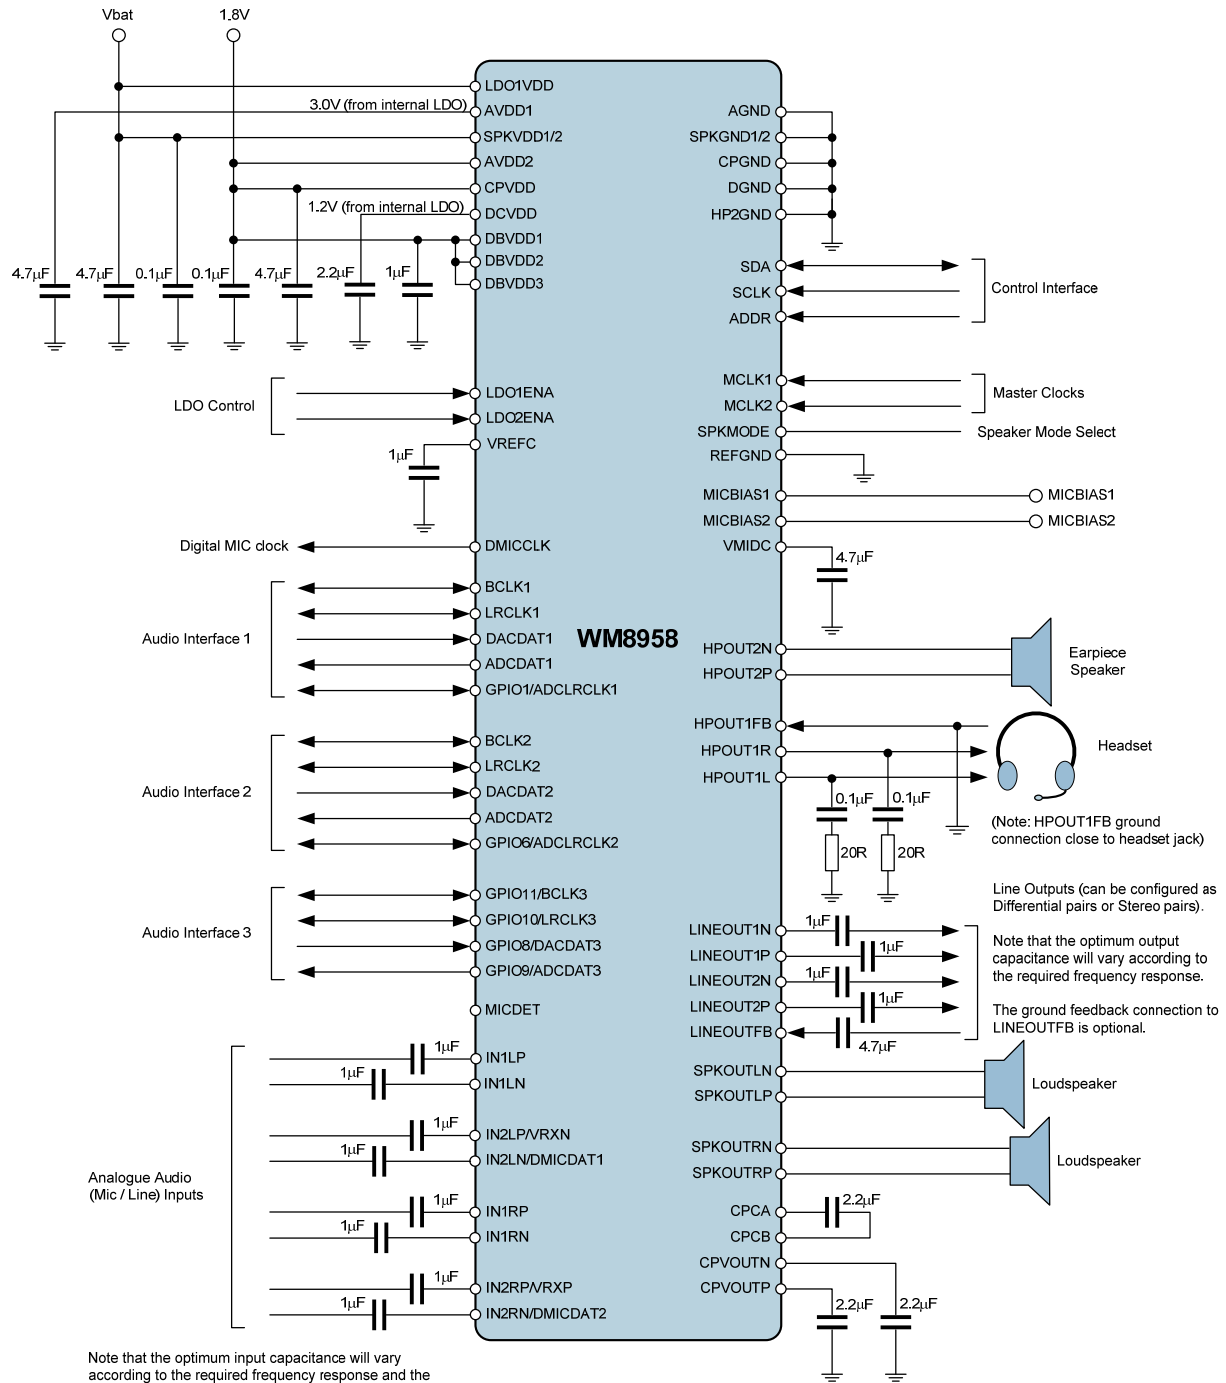 Vbat
1.8V
LDO1VDD
3.0V (from internal LDO)
AVDD1
SPKVDD1/2
AVDD2
CPVDD
1.2V (from internal LDO)
DCVDD
DBVDD1
DBVDD2
DBVDD3
4.7µF
4.7µF
0.1µF
0.1µF
4.7µF
2.2µF
1µF
LDO Control
LDO1ENA
LDO2ENA
VREFC
1µF
Digital MIC clock
DMICCLK
Audio Interface 1
BCLK1
LRCLK1
DACDAT1
ADCDAT1
GPIO1/ADCLRCLK1
Audio Interface 2
BCLK2
LRCLK2
DACDAT2
ADCDAT2
GPIO6/ADCLRCLK2
Audio Interface 3
GPIO11/BCLK3
GPIO10/LRCLK3
GPIO8/DACDAT3
GPIO9/ADCDAT3
MICDET
Analogue Audio
(Mic / Line) Inputs
1µF
IN1LP
1µF
IN1LN
1µF
IN2LP/VRXN
1µF
IN2LN/DMICDAT1
1µF
IN1RP
1µF
IN1RN
1µF
IN2RP/VRXP
1µF
IN2RN/DMICDAT2
Note that the optimum input capacitance will vary
according to the required frequency response and the
WM8958
AGND
SPKGND1/2
CPGND
DGND
HP2GND
SDA
SCLK
ADDR
Control Interface
MCLK1
MCLK2
Master Clocks
SPKMODE
Speaker Mode Select
REFGND
MICBIAS1
MICBIAS1
MICBIAS2
MICBIAS2
VMIDC
4.7µF
HPOUT2N
HPOUT2P
Earpiece
Speaker
HPOUT1FB
HPOUT1R
HPOUT1L
Headset
0.1µF
0.1µF
20R
20R
(Note: HPOUT1FB ground
connection close to headset jack)
Line Outputs (can be configured as
Differential pairs or Stereo pairs).
Note that the optimum output
capacitance will vary according to
the required frequency response.
The ground feedback connection to
LINEOUTFB is optional.
LINEOUT1N
1µF
LINEOUT1P
1µF
LINEOUT2N
1µF
LINEOUT2P
1µF
LINEOUTFB
4.7µF
SPKOUTLN
SPKOUTLP
Loudspeaker
SPKOUTRN
SPKOUTRP
Loudspeaker
CPCA
2.2µF
CPCB
CPVOUTN
CPVOUTP
2.2µF
2.2µF